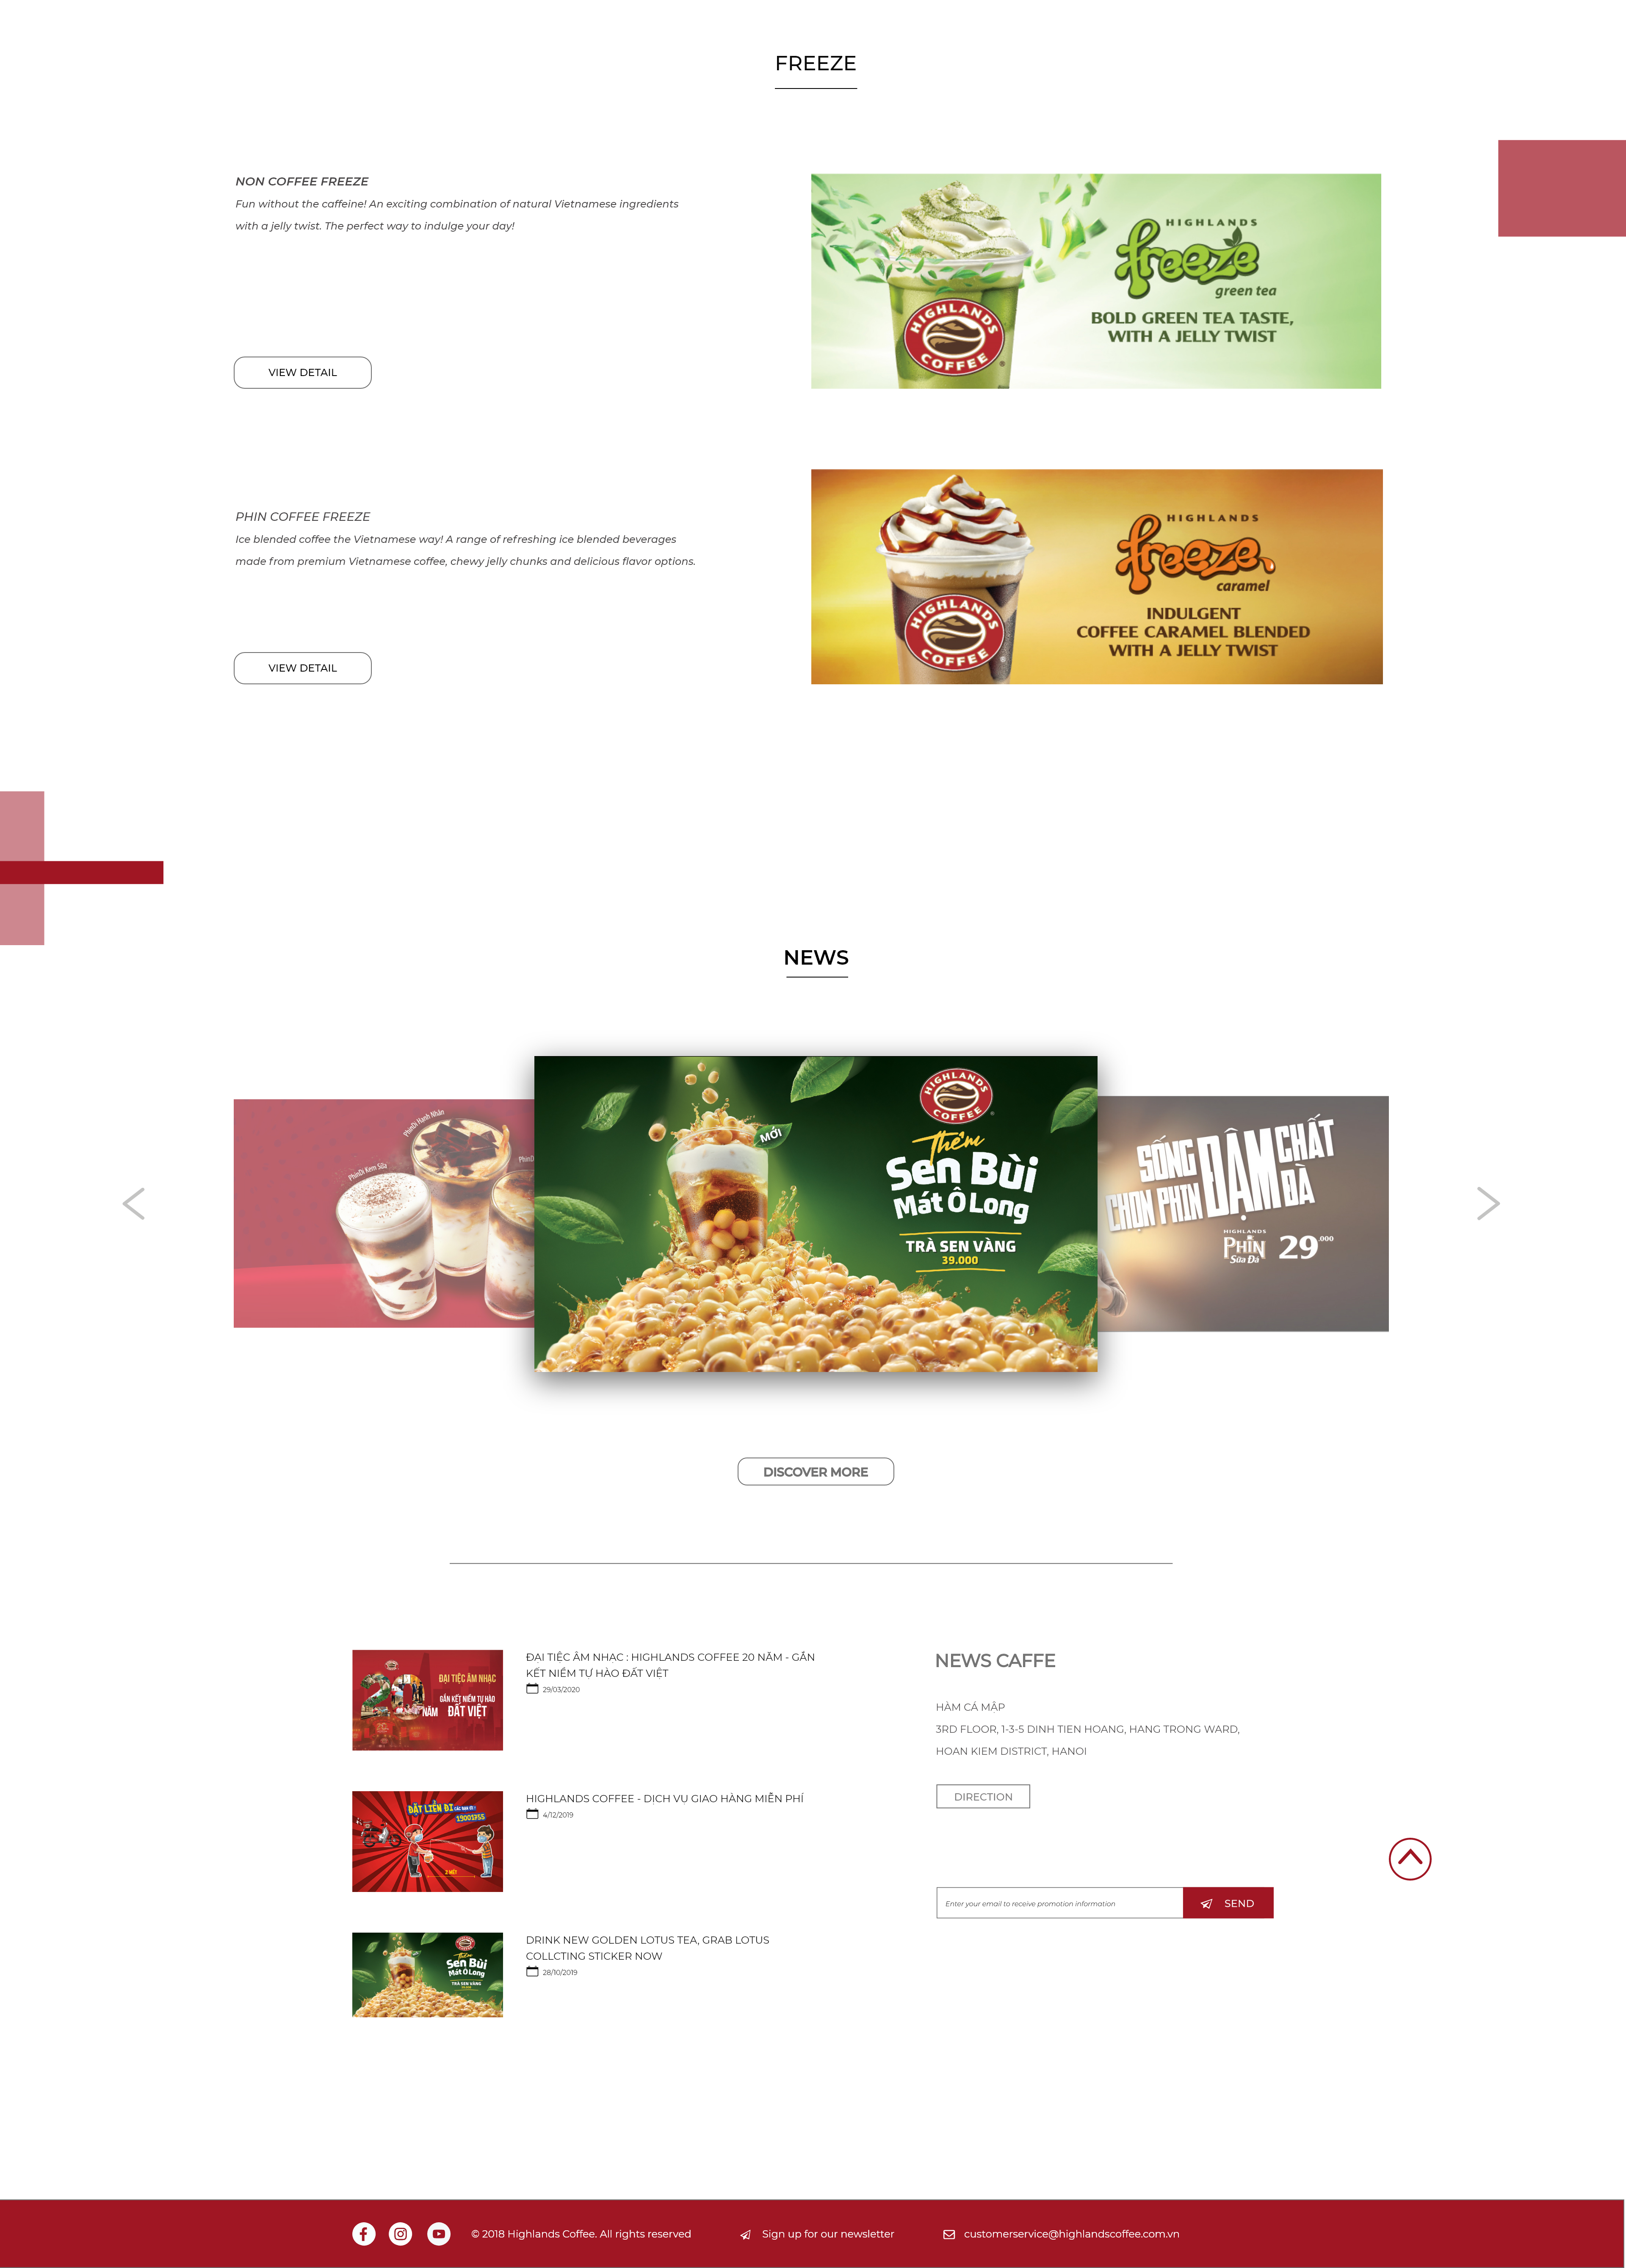 FREEZE
NON COFFEE FREEZE
Fun without the caffeine! An exciting combination of natural Vietnamese ingredients
with a jelly twist. The perfect way to indulge your day!
VIEW DETAIL
HIGHLANDS
COFFEE
HIGHLANDS
freeze
green tea
BOLD GREEN TEA TASTE,
WITH A JELLY TWIST
PHIN COFFEE FREEZE
Ice blended coffee the Vietnamese way! A range of refreshing ice blended beverages
made from premium Vietnamese coffee, chewy jelly chunks and delicious flavor options.
VIEW DETAIL
HIGHLANDS
COFFEE
HIGHLANDS
freeze
caramel
INDULGENT
COFFEE CARAMEL BLENDED
WITH A JELLY TWIST
NEWS
PhinDi Hạnh Nhân
PhinDi Kem Sữa
PhinD
MỚI
HIGHLANDS
COFFEE
Thêm
Sen Bùi
Mát Ô Long
TRÀ SEN VÀNG
39.000
SỐNG ĐẬM CHẤT
CHỌN PHIN ĐẬM ĐÀ
HIGHLANDS
PHIN
Sữa Đá
29.000
DISCOVER MORE
20
NĂM
ĐẠI TIỆC ÂM NHẠC
GẮN KẾT NIỀM TỰ HÀO
ĐẤT VIỆT
ĐẠI TIỆC ÂM NHẠC : HIGHLANDS COFFEE 20 NĂM - GẮN
KẾT NIỀM TỰ HÀO ĐẤT VIỆT
29/03/2020
ĐẶT LIỀN ĐI CÁC BẠN ƠI !
19001755
2 MÉT
HIGHLANDS COFFEE - DỊCH VỤ GIAO HÀNG MIỄN PHÍ
4/12/2019
HIGHLANDS
COFFEE
Thêm
Sen Bùi
Mát Ô Long
TRÀ SEN VÀNG
39.000
DRINK NEW GOLDEN LOTUS TEA, GRAB LOTUS
COLLCTING STICKER NOW
28/10/2019
NEWS CAFFE
HÀM CÁ MẬP
3RD FLOOR, 1-3-5 DINH TIEN HOANG, HANG TRONG WARD,
HOAN KIEM DISTRICT, HANOI
DIRECTION
Enter your email to receive promotion information
SEND
© 2018 Highlands Coffee. All rights reserved
Sign up for our newsletter
customerservice@highlandscoffee.com.vn